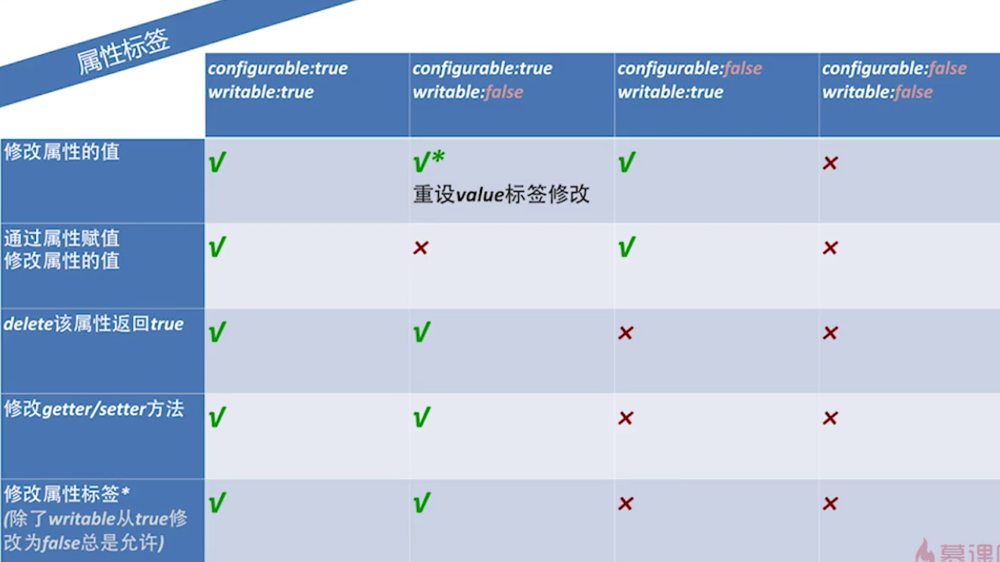 属性标签
configurable:true
writable:true
configurable:true
writable:false
configurable:false
writable:true
configurable:false
writable:false
修改属性的值
√
√*
重设value标签修改
√
×
通过属性赋值
修改属性的值
√
×
√
×
delete该属性返回true
√
√
×
×
修改getter/setter方法
√
√
×
×
修改属性标签*
(除了writable从true修
改为false总是允许)
√
√
×
×
慕课